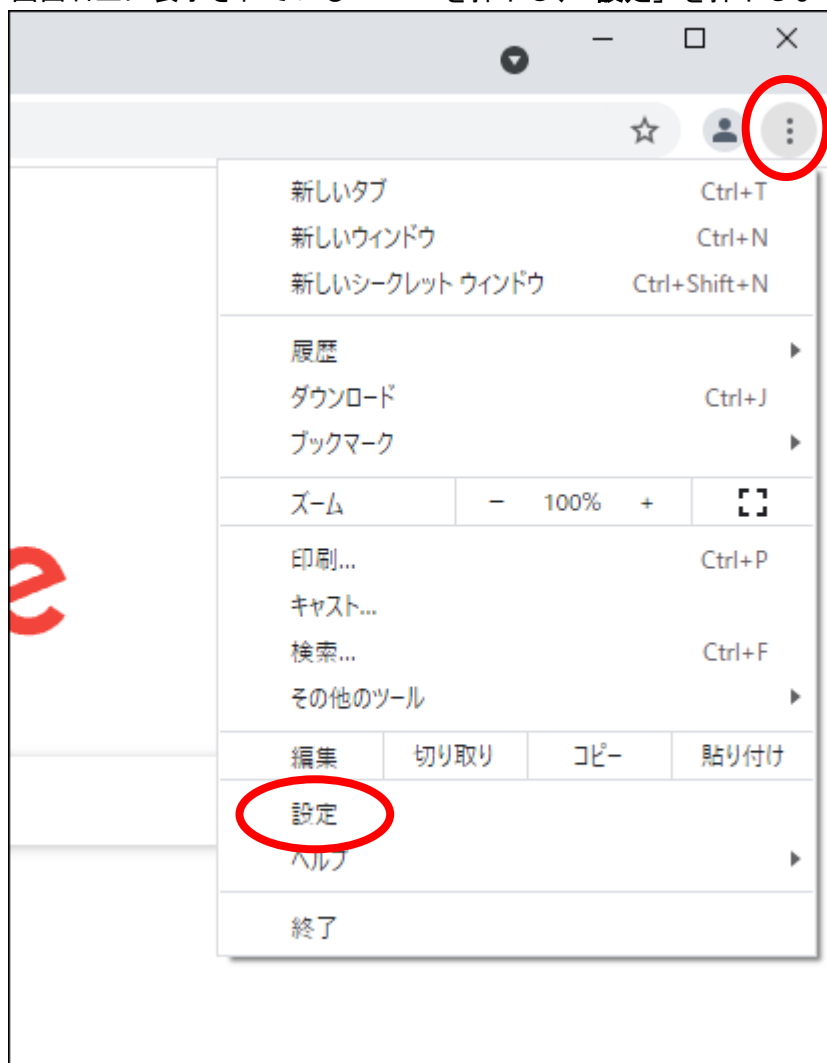 新しいタブ Ctrl+T
新しいウィンドウ Ctrl+N
新しいシークレット ウィンドウ Ctrl+Shift+N
履歴
ダウンロード Ctrl+J
ブックマーク
ズーム − 100% +
印刷... Ctrl+P
キャスト...
検索... Ctrl+F
その他のツール
編集 切り取り コピー 貼り付け
設定
ヘルプ
終了
e